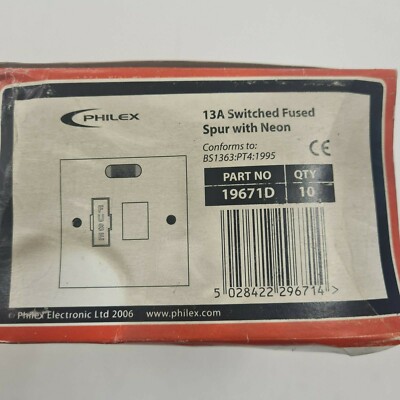 PHILEX
13A Switched Fused
Spur with Neon
Conforms to:
BS1363:PT4:1995
CE
PART NO QTY
19671D 10
FUSE
5 028422 296714 >
© Philex Electronic Ltd 2006 www.philex.com